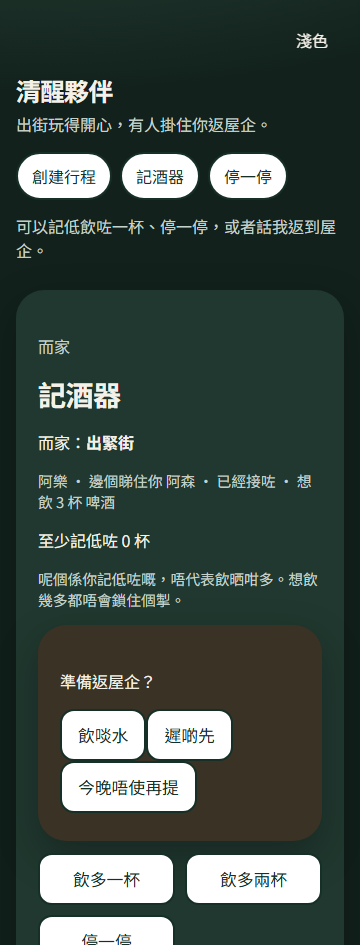 淺色
清醒夥伴
出街玩得開心，有人掛住你返屋企。
創建行程 記酒器 停一停
可以記低飲咗一杯、停一停，或者話我返到屋
企。
而家
記酒器
而家：出緊街
阿樂 · 邊個睇住你 阿森 · 已經接咗 · 想
飲 3 杯 啤酒
至少記低咗 0 杯
呢個係你記低咗嘅，唔代表飲晒咁多。想飲
幾多都唔會鎖住個掣。
準備返屋企？
飲啖水 遲啲先
今晚唔使再提
飲多一杯 飲多兩杯
停一停